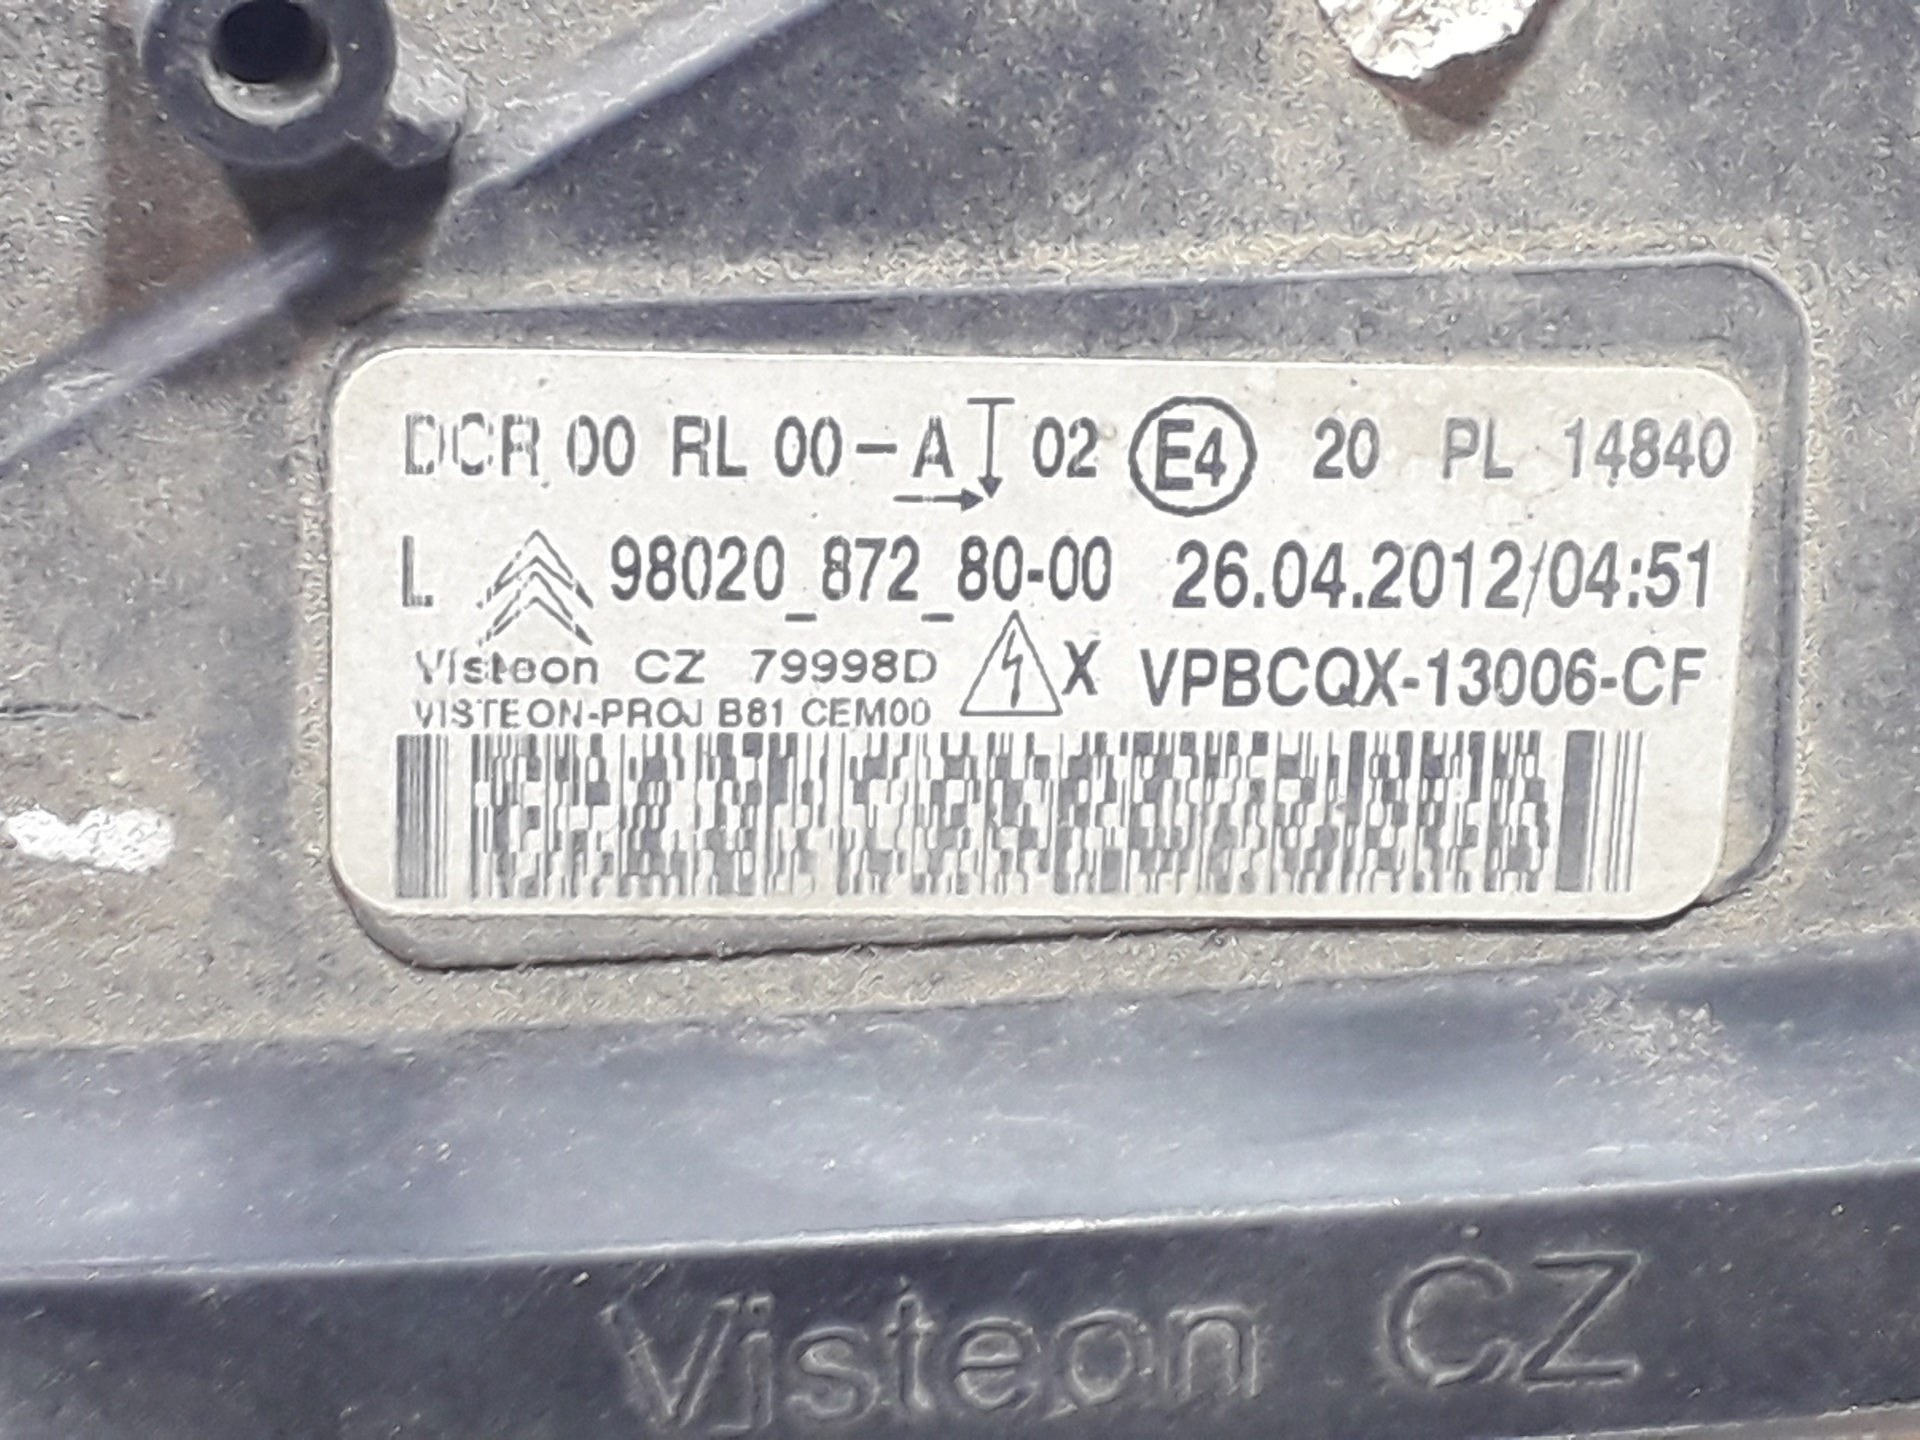 DCR 00 RL 00-A 02 E4 20 PL 14840
L 98020_872_80-00 26.04.2012/04:51
Visteon CZ 79998D X VPBCQX-13006-CF
VISTEON-PROJ B81 CEM00
Visteon CZ